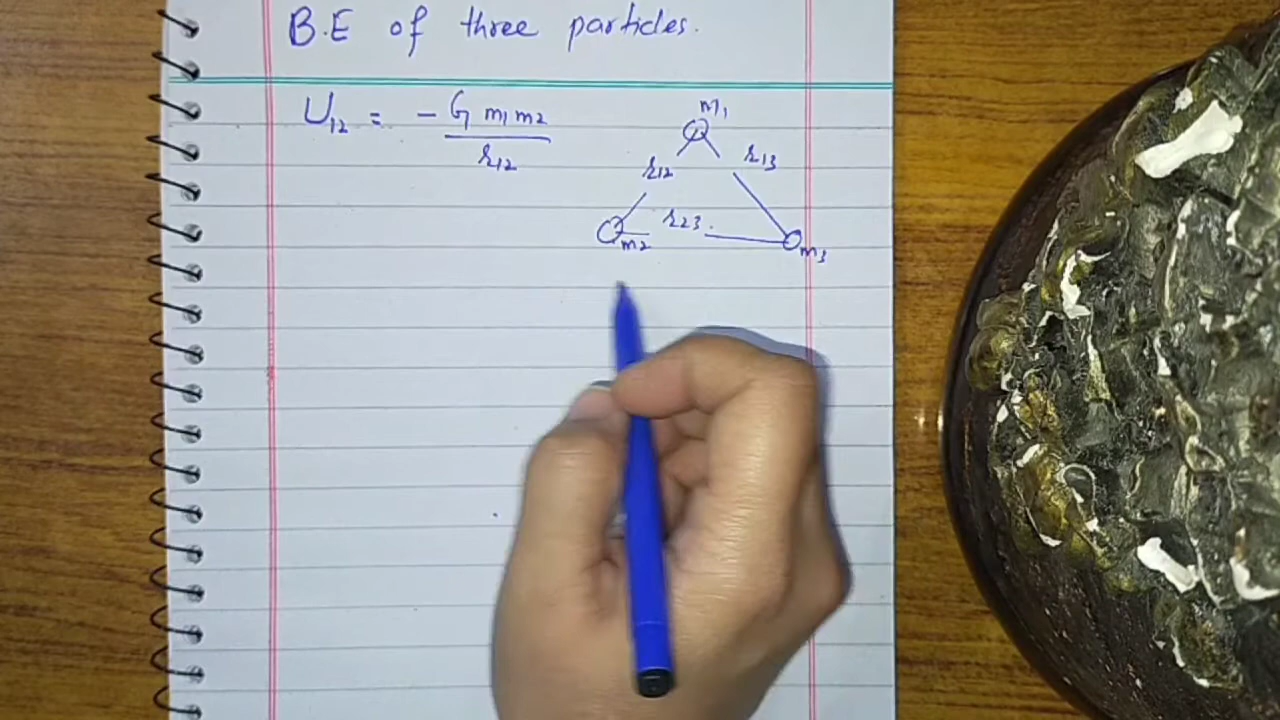 B.E of three particles.
U12 = - G m1 m2
r12
m1
r12
r13
r23.
m2
m3